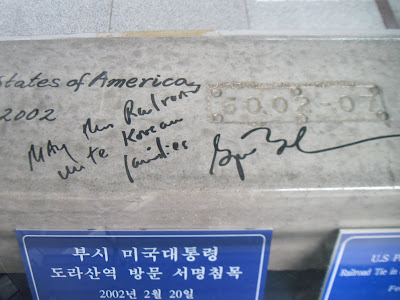 States of America
2002
May This Railroad
unite Korean
families
부시 미국대통령
도라산역 방문 서명침목
2002년 2월 20일
U.S P
Railroad Tie in
Fe